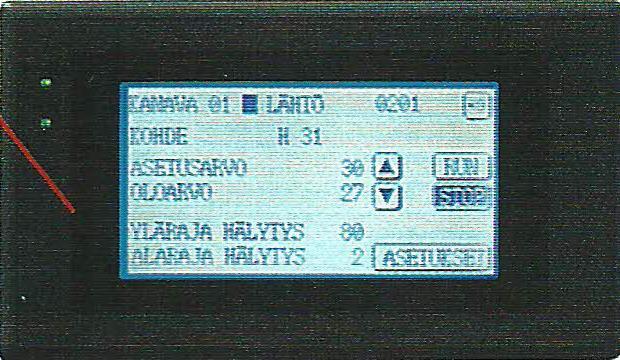 KANAVA 01 LÄHTÖ 0201
KOHDE H 31
ASETUSARVO 30 RUN
OLOARVO 27 STOP
YLÄRAJA HÄLYTYS 80
ALARAJA HÄLYTYS 2 ASETUKSET